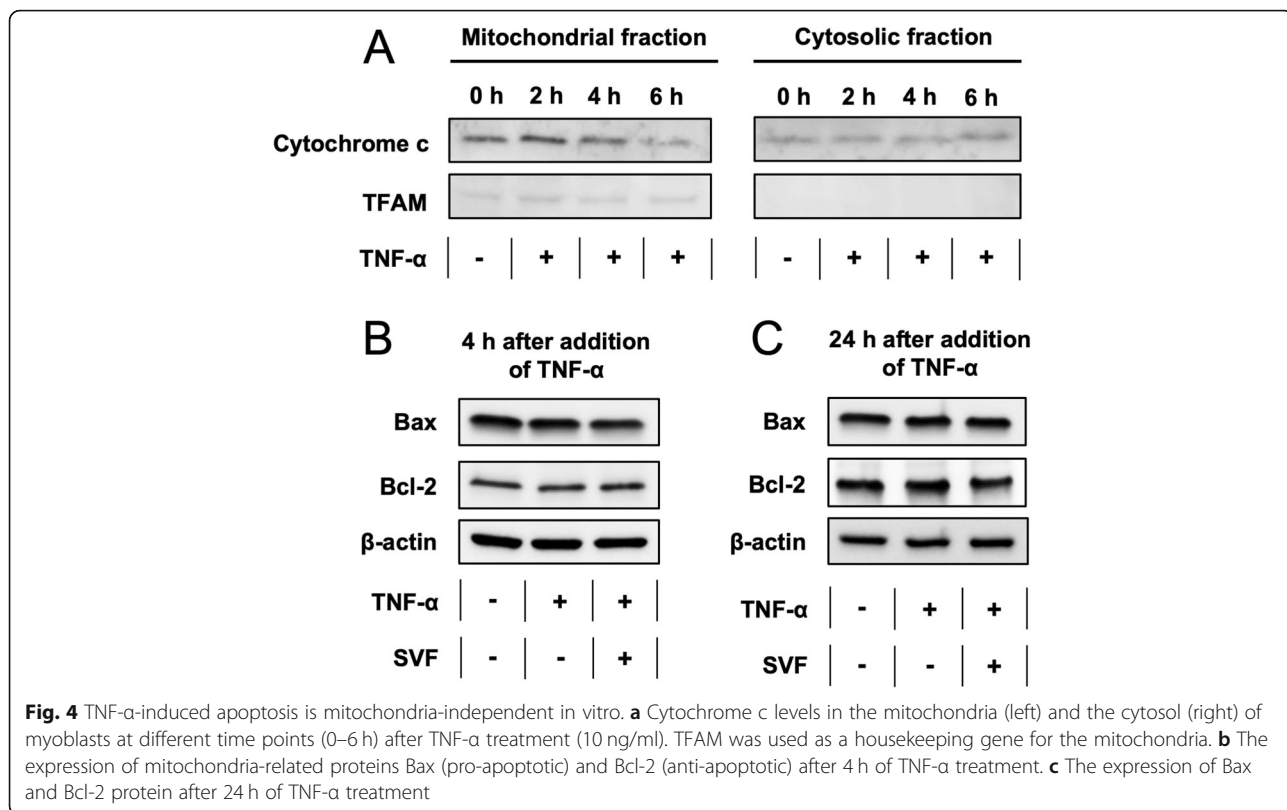 A
Mitochondrial fraction Cytosolic fraction
0 h 2 h 4 h 6 h 0 h 2 h 4 h 6 h
Cytochrome c
TFAM
TNF-α - + + + - + + +
B
4 h after addition
of TNF-α
Bax
Bcl-2
β-actin
TNF-α - + +
SVF - - +
C
24 h after addition
of TNF-α
Bax
Bcl-2
β-actin
TNF-α - + +
SVF - - +
Fig. 4 TNF-α-induced apoptosis is mitochondria-independent in vitro. a Cytochrome c levels in the mitochondria (left) and the cytosol (right) of
myoblasts at different time points (0–6 h) after TNF-α treatment (10 ng/ml). TFAM was used as a housekeeping gene for the mitochondria. b The
expression of mitochondria-related proteins Bax (pro-apoptotic) and Bcl-2 (anti-apoptotic) after 4 h of TNF-α treatment. c The expression of Bax
and Bcl-2 protein after 24 h of TNF-α treatment